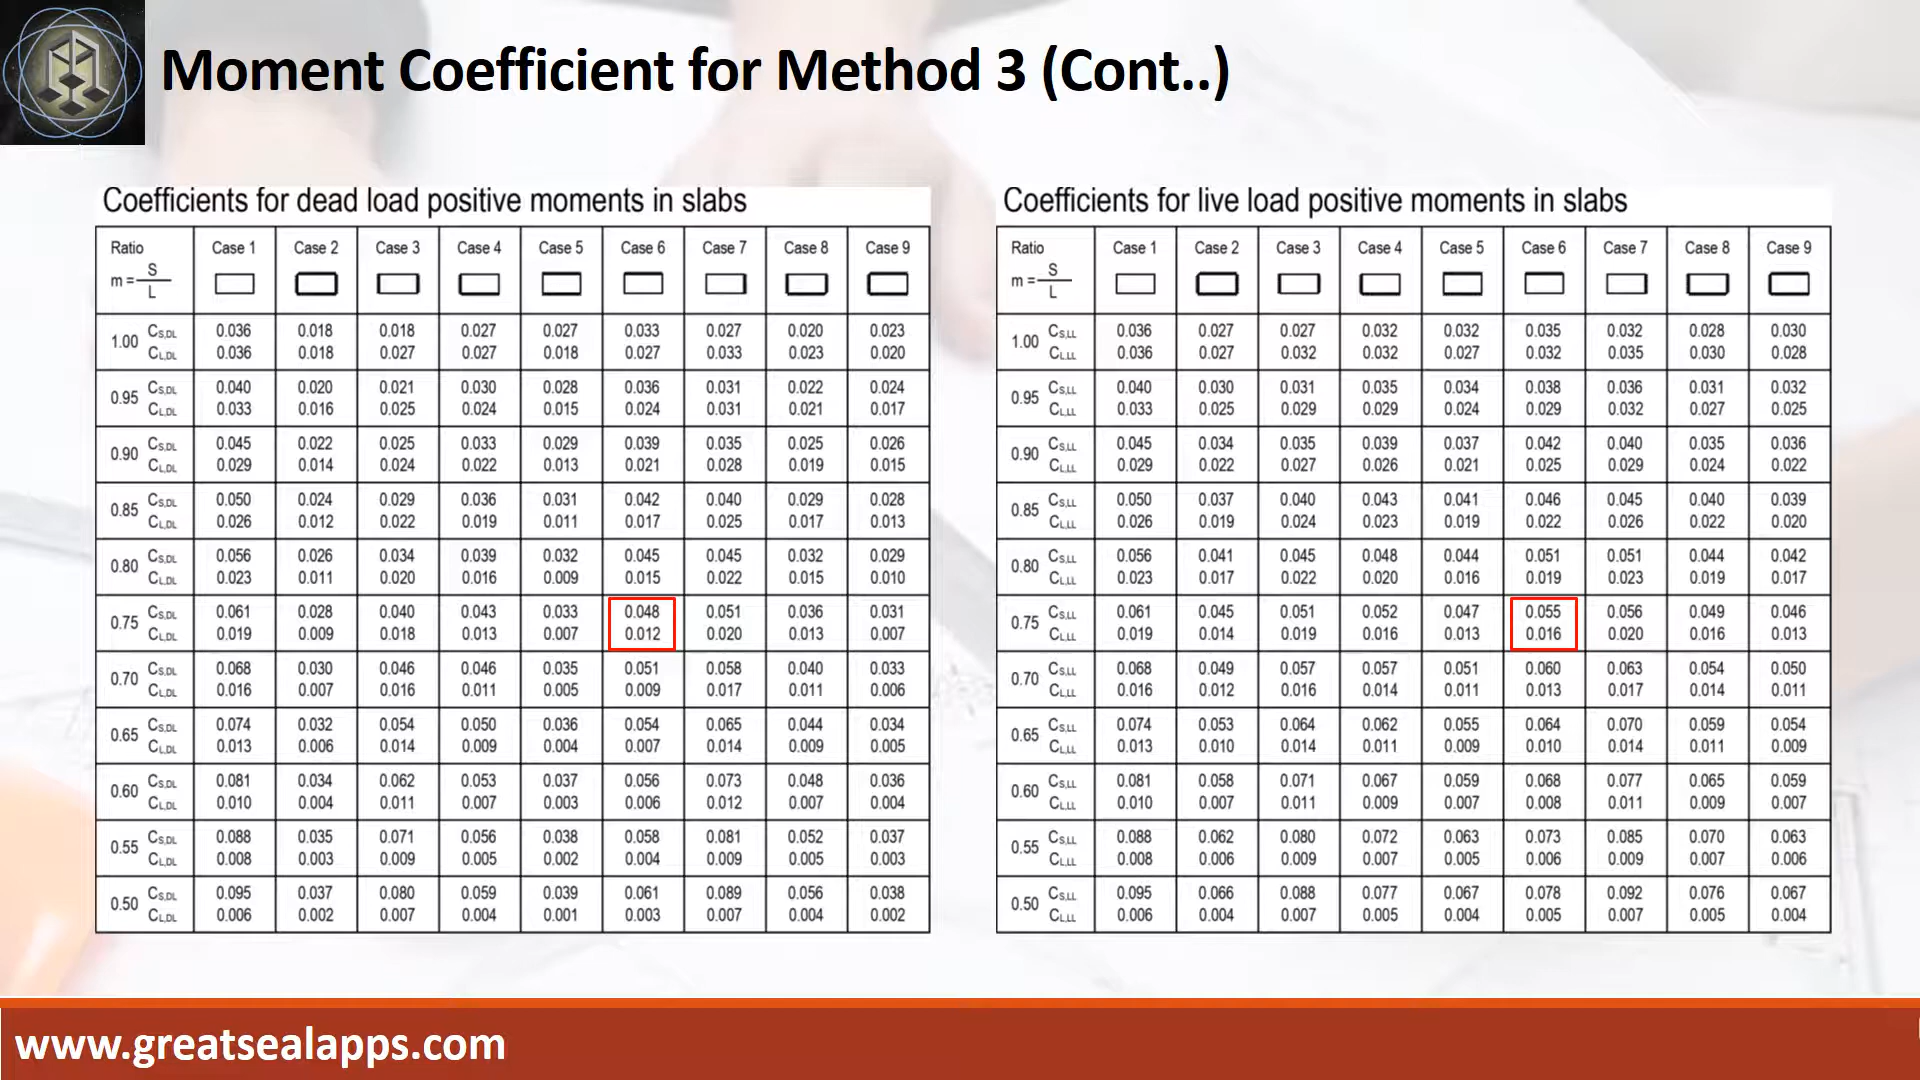 Moment Coefficient for Method 3 (Cont..)
Coefficients for dead load positive moments in slabs
Ratio m = S/L Case 1 Case 2 Case 3 Case 4 Case 5 Case 6 Case 7 Case 8 Case 9
1.00 CS,DL 0.036 0.018 0.018 0.027 0.027 0.033 0.027 0.020 0.023
CL,DL 0.036 0.018 0.027 0.027 0.018 0.027 0.033 0.023 0.020
0.95 CS,DL 0.040 0.020 0.021 0.030 0.028 0.036 0.031 0.022 0.024
CL,DL 0.033 0.016 0.025 0.024 0.015 0.024 0.031 0.021 0.017
0.90 CS,DL 0.045 0.022 0.025 0.033 0.029 0.039 0.035 0.025 0.026
CL,DL 0.029 0.014 0.024 0.022 0.013 0.021 0.028 0.019 0.015
0.85 CS,DL 0.050 0.024 0.029 0.036 0.031 0.042 0.040 0.029 0.028
CL,DL 0.026 0.012 0.022 0.019 0.011 0.017 0.025 0.017 0.013
0.80 CS,DL 0.056 0.026 0.034 0.039 0.032 0.045 0.045 0.032 0.029
CL,DL 0.023 0.011 0.020 0.016 0.009 0.015 0.022 0.015 0.010
0.75 CS,DL 0.061 0.028 0.040 0.043 0.033 0.048 0.051 0.036 0.031
CL,DL 0.019 0.009 0.018 0.013 0.007 0.012 0.020 0.013 0.007
0.70 CS,DL 0.068 0.030 0.046 0.046 0.035 0.051 0.058 0.040 0.033
CL,DL 0.016 0.007 0.016 0.011 0.005 0.009 0.017 0.011 0.006
0.65 CS,DL 0.074 0.032 0.054 0.050 0.036 0.054 0.065 0.044 0.034
CL,DL 0.013 0.006 0.014 0.009 0.004 0.007 0.014 0.009 0.005
0.60 CS,DL 0.081 0.034 0.062 0.053 0.037 0.056 0.073 0.048 0.036
CL,DL 0.010 0.004 0.011 0.007 0.003 0.006 0.012 0.007 0.004
0.55 CS,DL 0.088 0.035 0.071 0.056 0.038 0.058 0.081 0.052 0.037
CL,DL 0.008 0.003 0.009 0.005 0.002 0.004 0.009 0.005 0.003
0.50 CS,DL 0.095 0.037 0.080 0.059 0.039 0.061 0.089 0.056 0.038
CL,DL 0.006 0.002 0.007 0.004 0.001 0.003 0.007 0.004 0.002
Coefficients for live load positive moments in slabs
Ratio m = S/L Case 1 Case 2 Case 3 Case 4 Case 5 Case 6 Case 7 Case 8 Case 9
1.00 CS,LL 0.036 0.027 0.027 0.032 0.032 0.035 0.032 0.028 0.030
CL,LL 0.036 0.027 0.032 0.032 0.027 0.032 0.035 0.030 0.028
0.95 CS,LL 0.040 0.030 0.031 0.035 0.034 0.038 0.036 0.031 0.032
CL,LL 0.033 0.025 0.029 0.029 0.024 0.029 0.032 0.027 0.025
0.90 CS,LL 0.045 0.034 0.035 0.039 0.037 0.042 0.040 0.035 0.036
CL,LL 0.029 0.022 0.027 0.026 0.021 0.025 0.029 0.024 0.022
0.85 CS,LL 0.050 0.037 0.040 0.043 0.041 0.046 0.045 0.040 0.039
CL,LL 0.026 0.019 0.024 0.023 0.019 0.022 0.026 0.022 0.020
0.80 CS,LL 0.056 0.041 0.045 0.048 0.044 0.051 0.051 0.044 0.042
CL,LL 0.023 0.017 0.022 0.020 0.016 0.019 0.023 0.019 0.017
0.75 CS,LL 0.061 0.045 0.051 0.052 0.047 0.055 0.056 0.049 0.046
CL,LL 0.019 0.014 0.019 0.016 0.013 0.016 0.020 0.016 0.013
0.70 CS,LL 0.068 0.049 0.057 0.057 0.051 0.060 0.063 0.054 0.050
CL,LL 0.016 0.012 0.016 0.014 0.011 0.013 0.017 0.014 0.011
0.65 CS,LL 0.074 0.053 0.064 0.062 0.055 0.064 0.070 0.059 0.054
CL,LL 0.013 0.010 0.014 0.011 0.009 0.010 0.014 0.011 0.009
0.60 CS,LL 0.081 0.058 0.071 0.067 0.059 0.068 0.077 0.065 0.059
CL,LL 0.010 0.007 0.011 0.009 0.007 0.008 0.011 0.009 0.007
0.55 CS,LL 0.088 0.062 0.080 0.072 0.063 0.073 0.085 0.070 0.063
CL,LL 0.008 0.006 0.009 0.007 0.005 0.006 0.009 0.007 0.006
0.50 CS,LL 0.095 0.066 0.088 0.077 0.067 0.078 0.092 0.076 0.067
CL,LL 0.006 0.004 0.007 0.005 0.004 0.005 0.007 0.005 0.004
www.greatsealapps.com